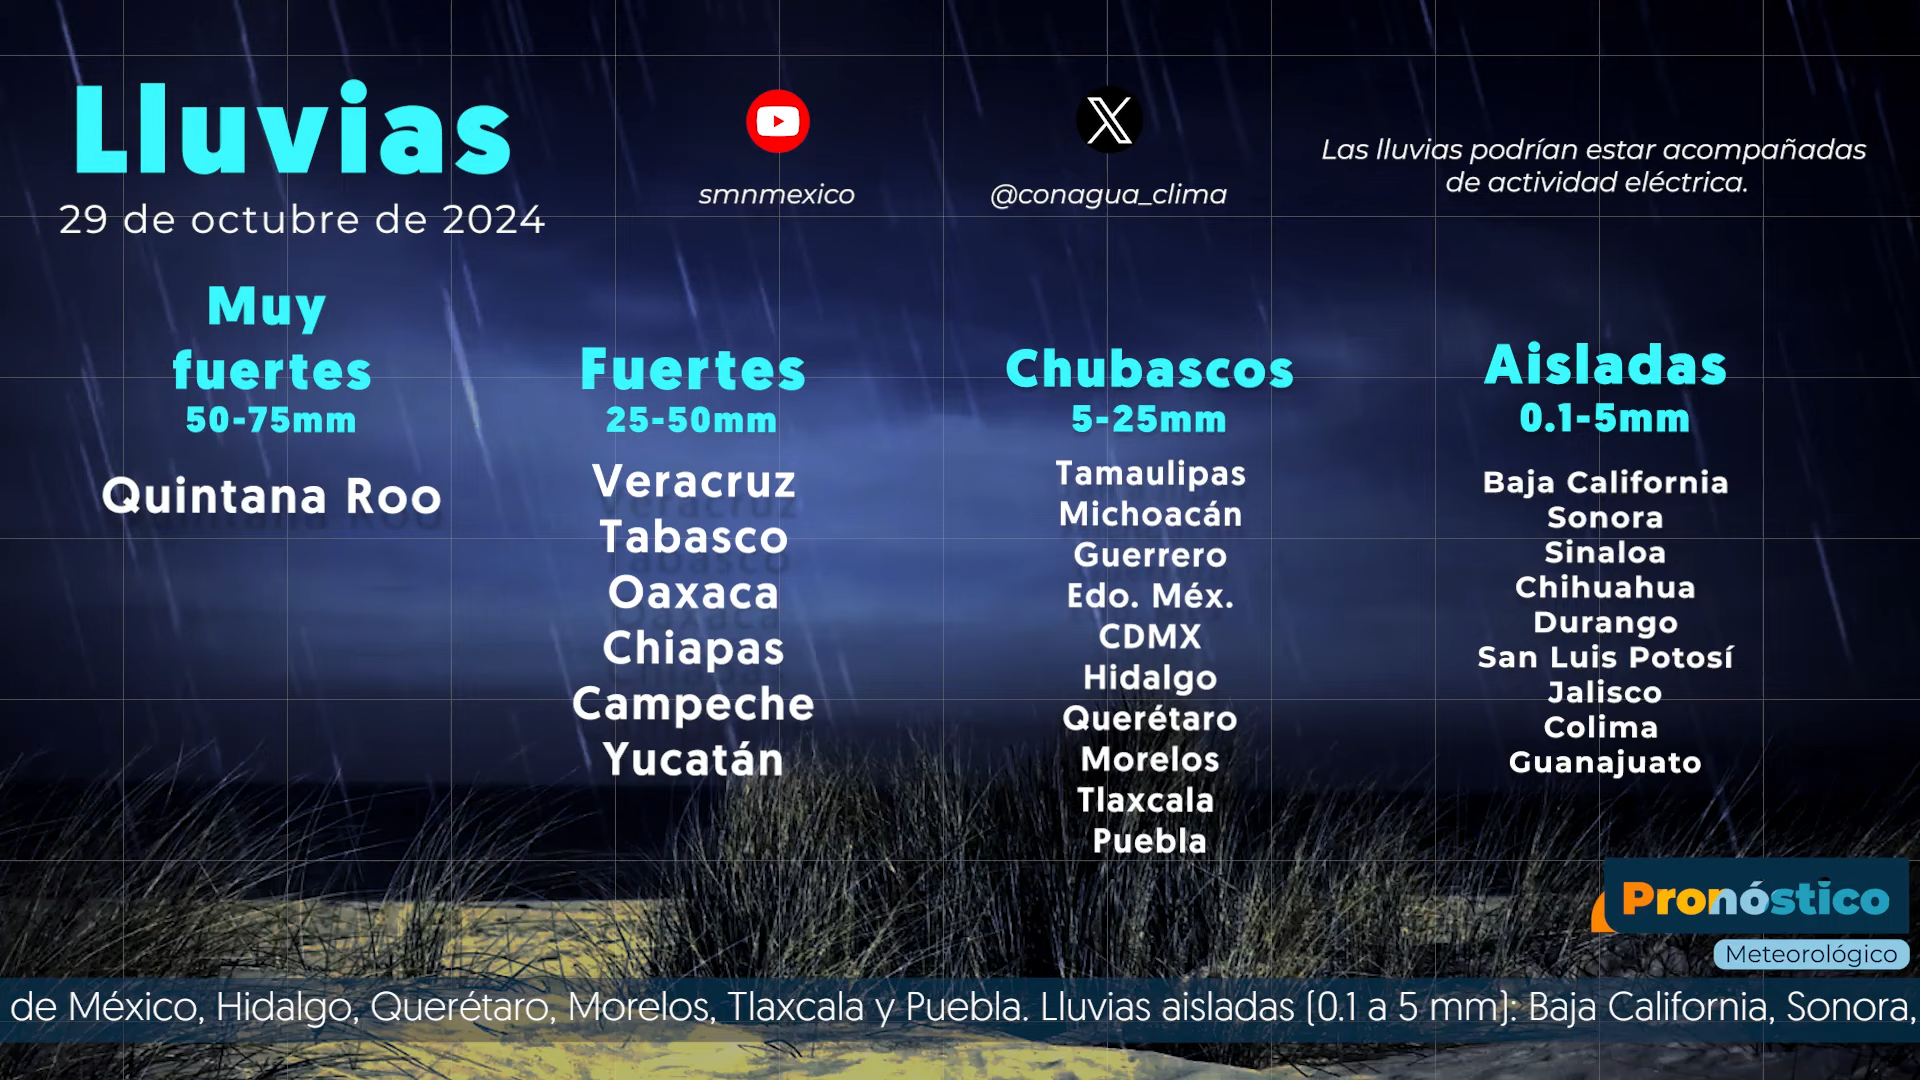 Lluvias
29 de octubre de 2024
smnmexico
@conagua_clima
Las lluvias podrían estar acompañadas
de actividad eléctrica.
Muy
fuertes
50-75mm
Quintana Roo
Fuertes
25-50mm
Veracruz
Tabasco
Oaxaca
Chiapas
Campeche
Yucatán
Chubascos
5-25mm
Tamaulipas
Michoacán
Guerrero
Edo. Méx.
CDMX
Hidalgo
Querétaro
Morelos
Tlaxcala
Puebla
Aisladas
0.1-5mm
Baja California
Sonora
Sinaloa
Chihuahua
Durango
San Luis Potosí
Jalisco
Colima
Guanajuato
Pronóstico
Meteorológico
de México, Hidalgo, Querétaro, Morelos, Tlaxcala y Puebla. Lluvias aisladas (0.1 a 5 mm): Baja California, Sonora,